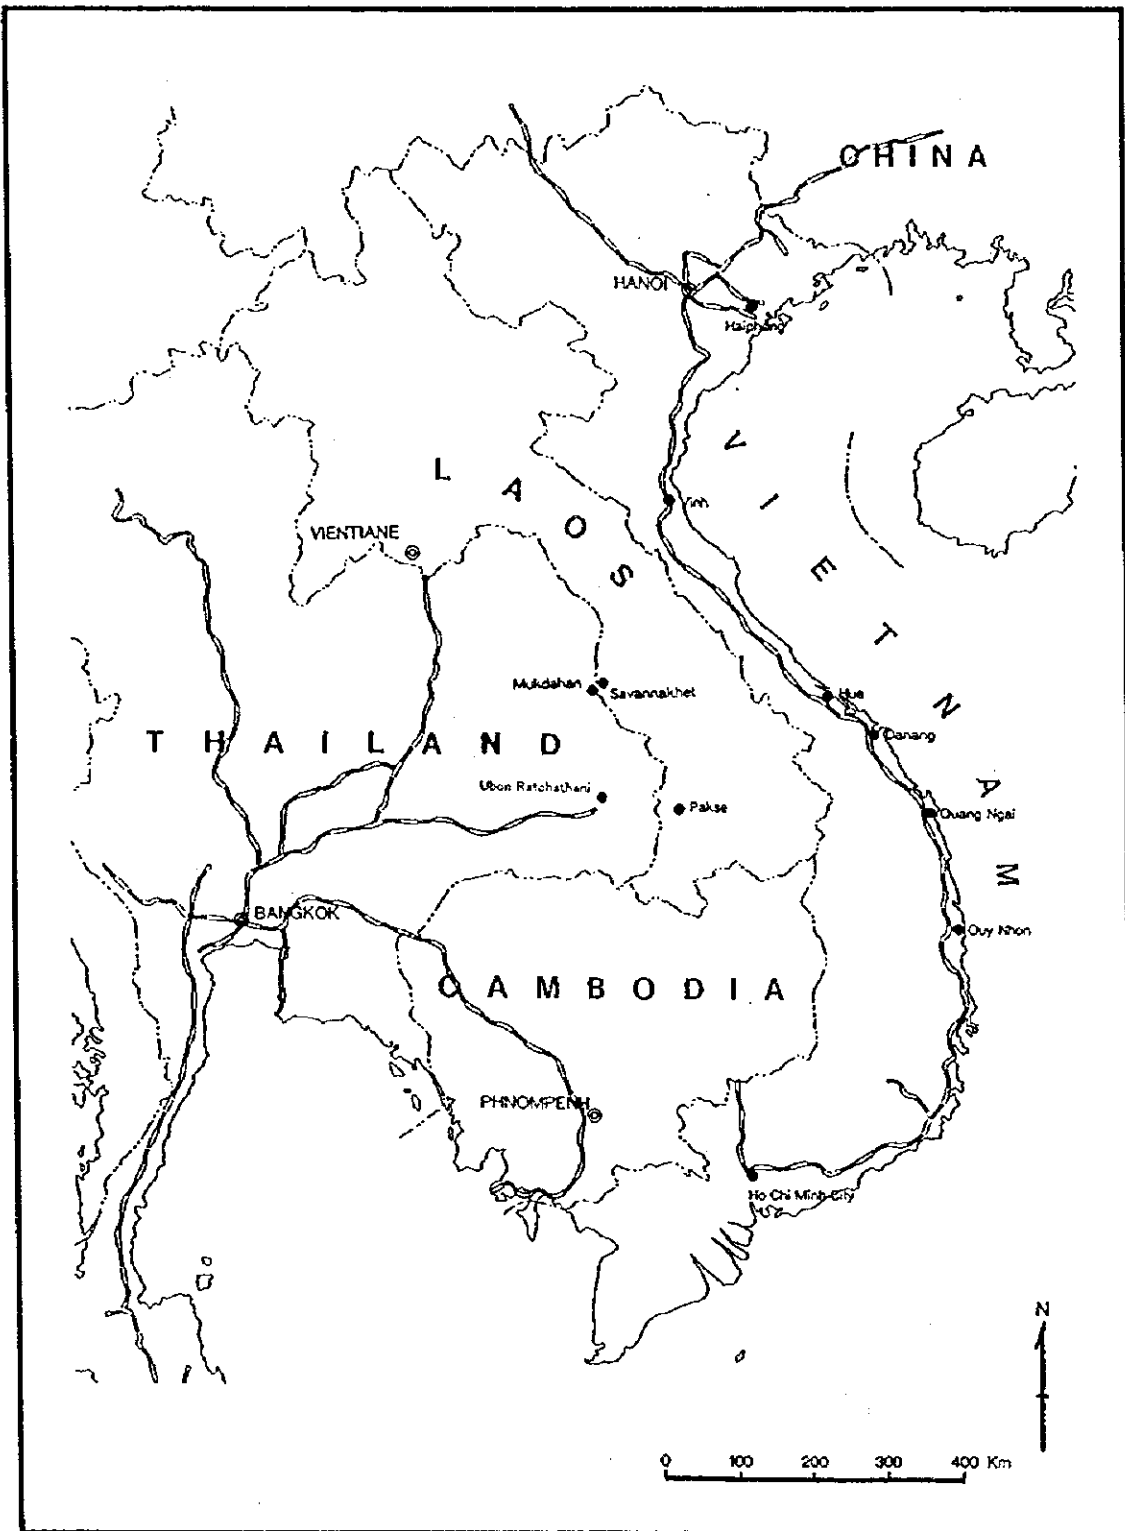 CHINA
HANOI
Haiphong
VIETNAM
LAOS
Vinh
VIENTIANE
Mukdahan
Savannakhet
Hue
THAILAND
Danang
Ubon Ratchathani
Pakse
Quang Ngai
BANGKOK
Quy Nhon
CAMBODIA
PHNOMPENH
Ho Chi Minh City
N
0 100 200 300 400 Km